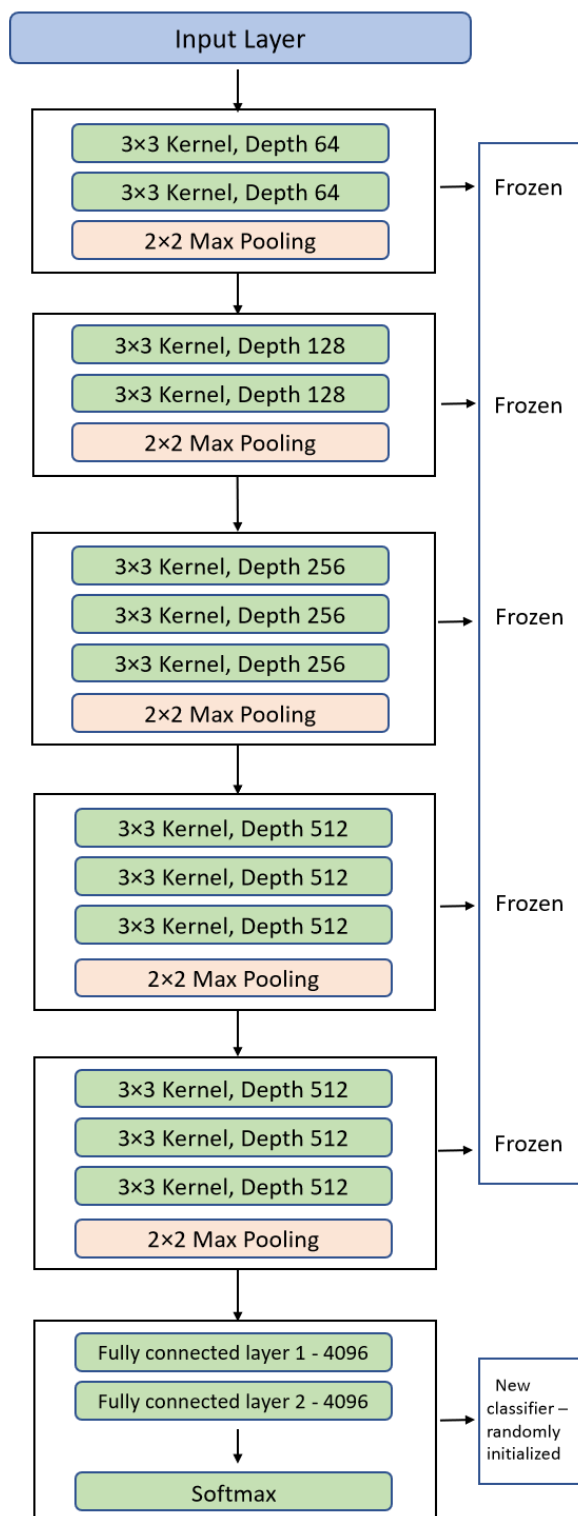 Input Layer
3×3 Kernel, Depth 64
3×3 Kernel, Depth 64
2×2 Max Pooling
Frozen
3×3 Kernel, Depth 128
3×3 Kernel, Depth 128
2×2 Max Pooling
Frozen
3×3 Kernel, Depth 256
3×3 Kernel, Depth 256
3×3 Kernel, Depth 256
2×2 Max Pooling
Frozen
3×3 Kernel, Depth 512
3×3 Kernel, Depth 512
3×3 Kernel, Depth 512
2×2 Max Pooling
Frozen
3×3 Kernel, Depth 512
3×3 Kernel, Depth 512
3×3 Kernel, Depth 512
2×2 Max Pooling
Frozen
Fully connected layer 1 - 4096
Fully connected layer 2 - 4096
Softmax
New
classifier –
randomly
initialized